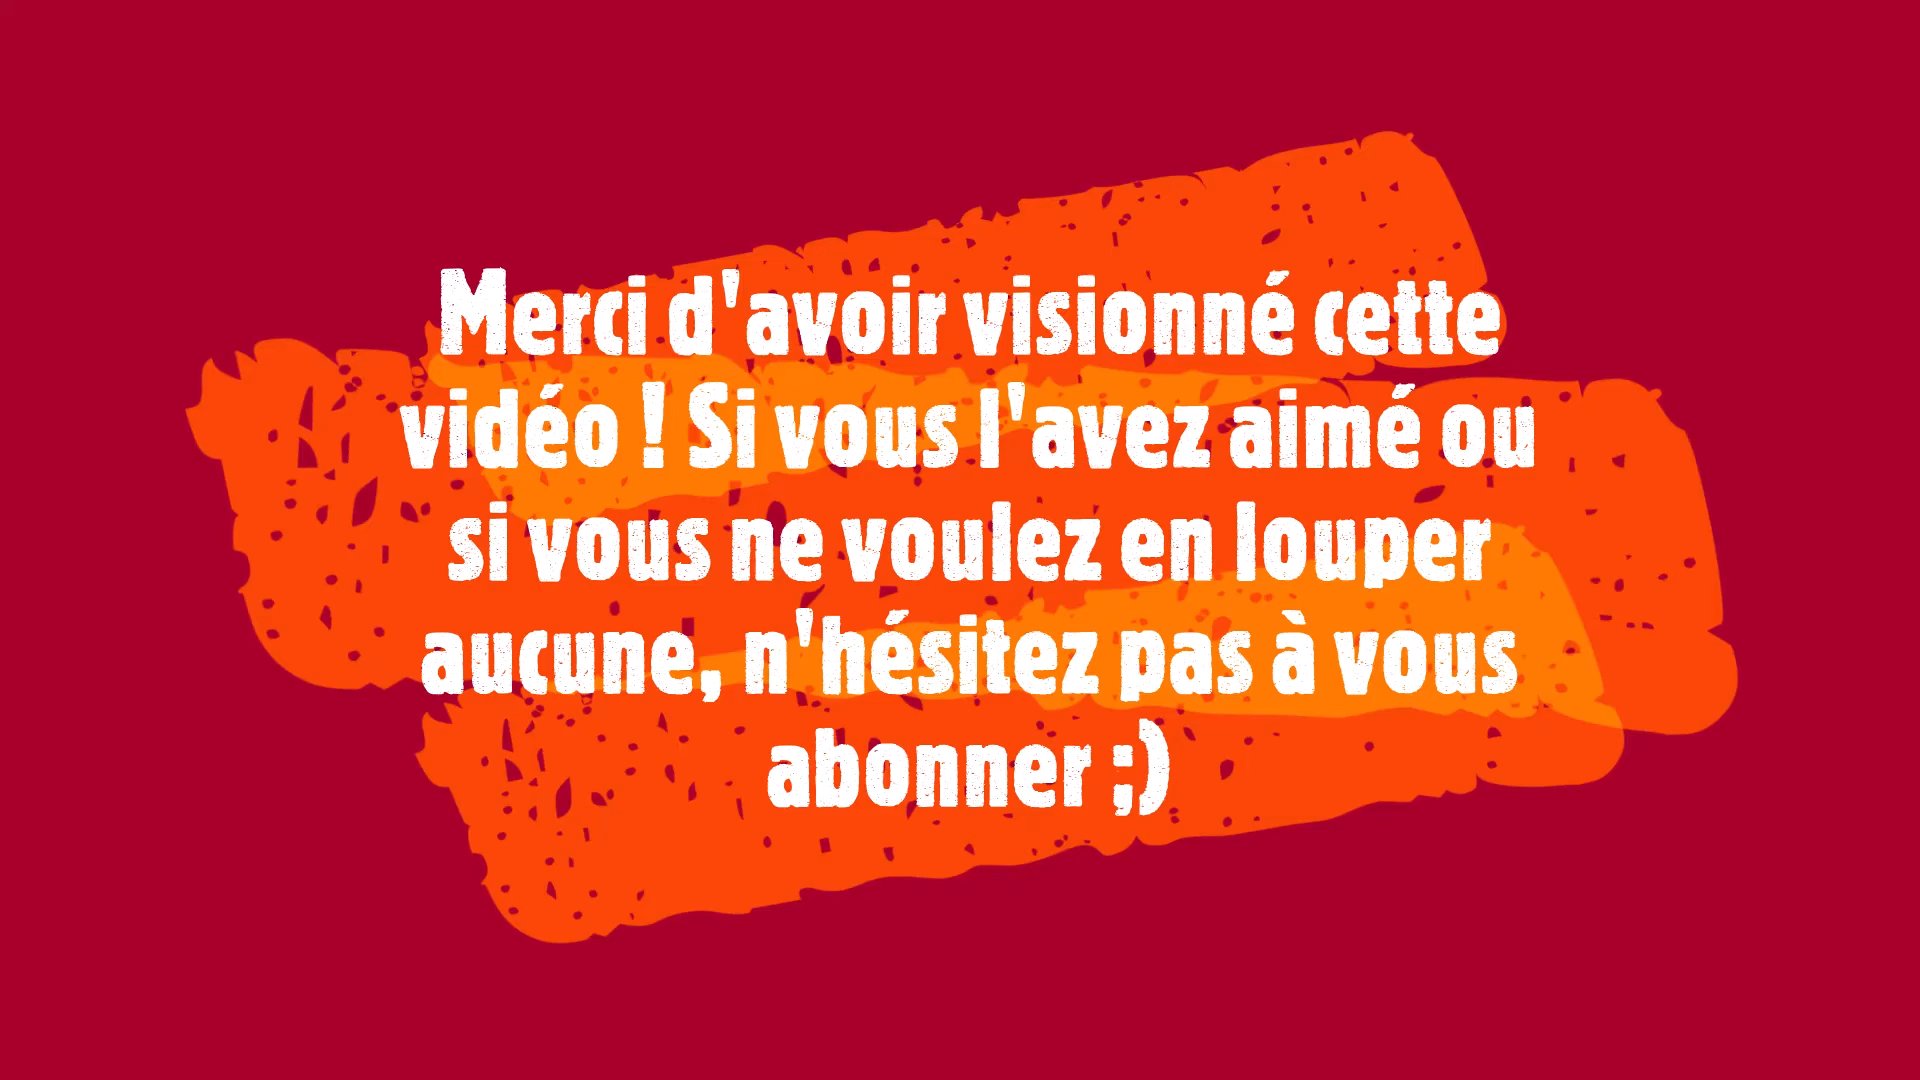 Merci d'avoir visionné cette
vidéo ! Si vous l'avez aimé ou
si vous ne voulez en louper
aucune, n'hésitez pas à vous
abonner ;)